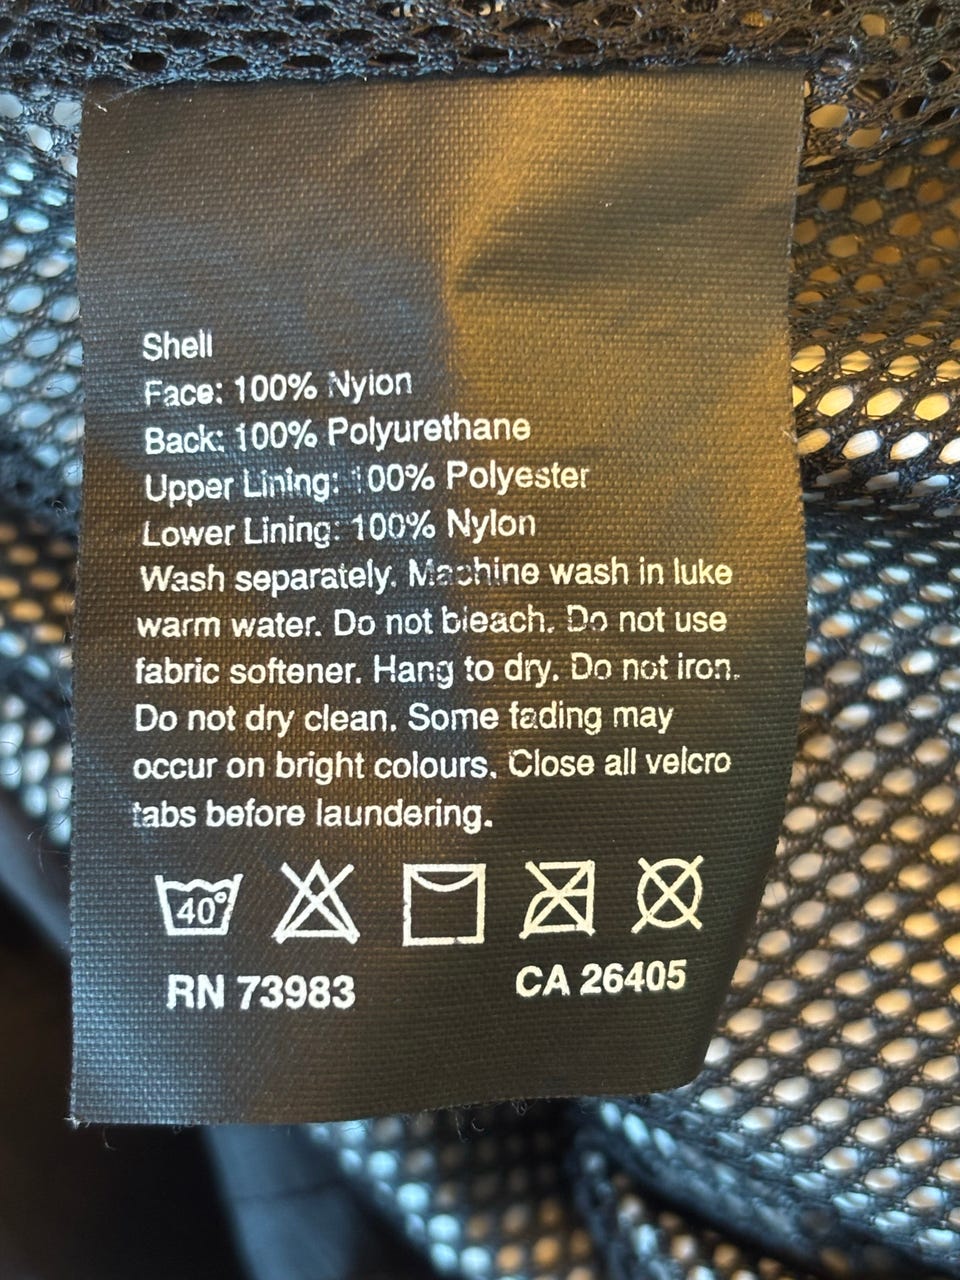 Shell
Face: 100% Nylon
Back: 100% Polyurethane
Upper Lining: 100% Polyester
Lower Lining: 100% Nylon
Wash separately. Machine wash in luke
warm water. Do not bleach. Do not use
fabric softener. Hang to dry. Do not iron.
Do not dry clean. Some fading may
occur on bright colours. Close all velcro
tabs before laundering.
40°
RN 73983 CA 26405